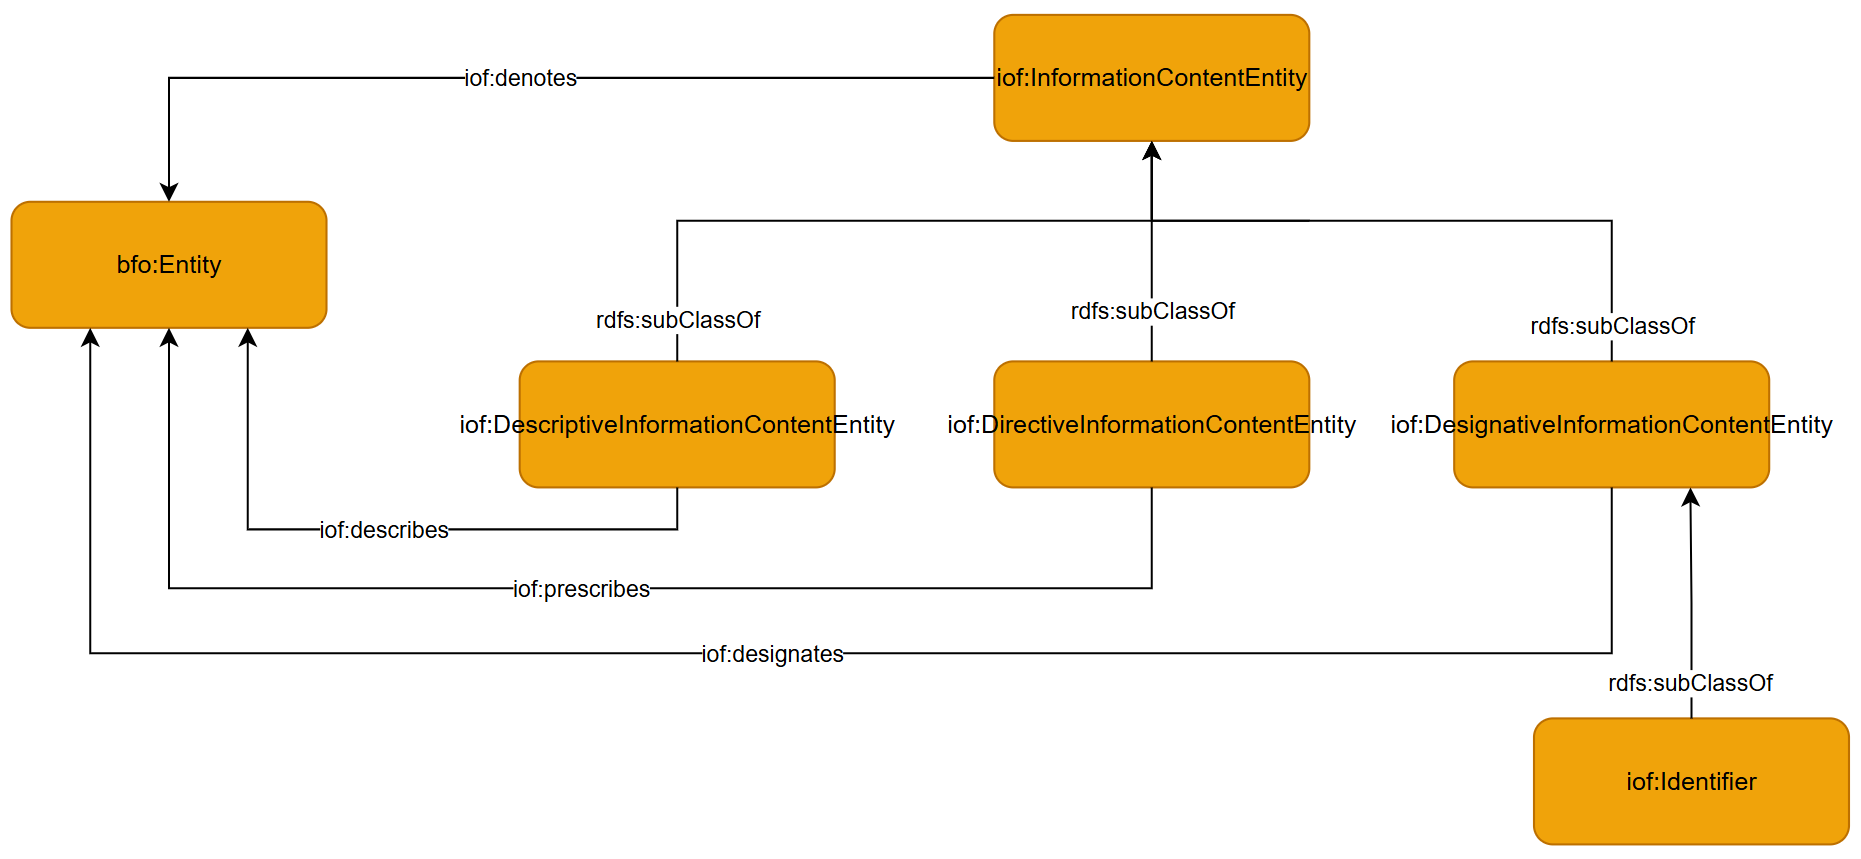 iof:denotes
iof:InformationContentEntity
bfo:Entity
rdfs:subClassOf
rdfs:subClassOf
rdfs:subClassOf
iof:DescriptiveInformationContentEntity
iof:DirectiveInformationContentEntity
iof:DesignativeInformationContentEntity
iof:describes
iof:prescribes
iof:designates
rdfs:subClassOf
iof:Identifier